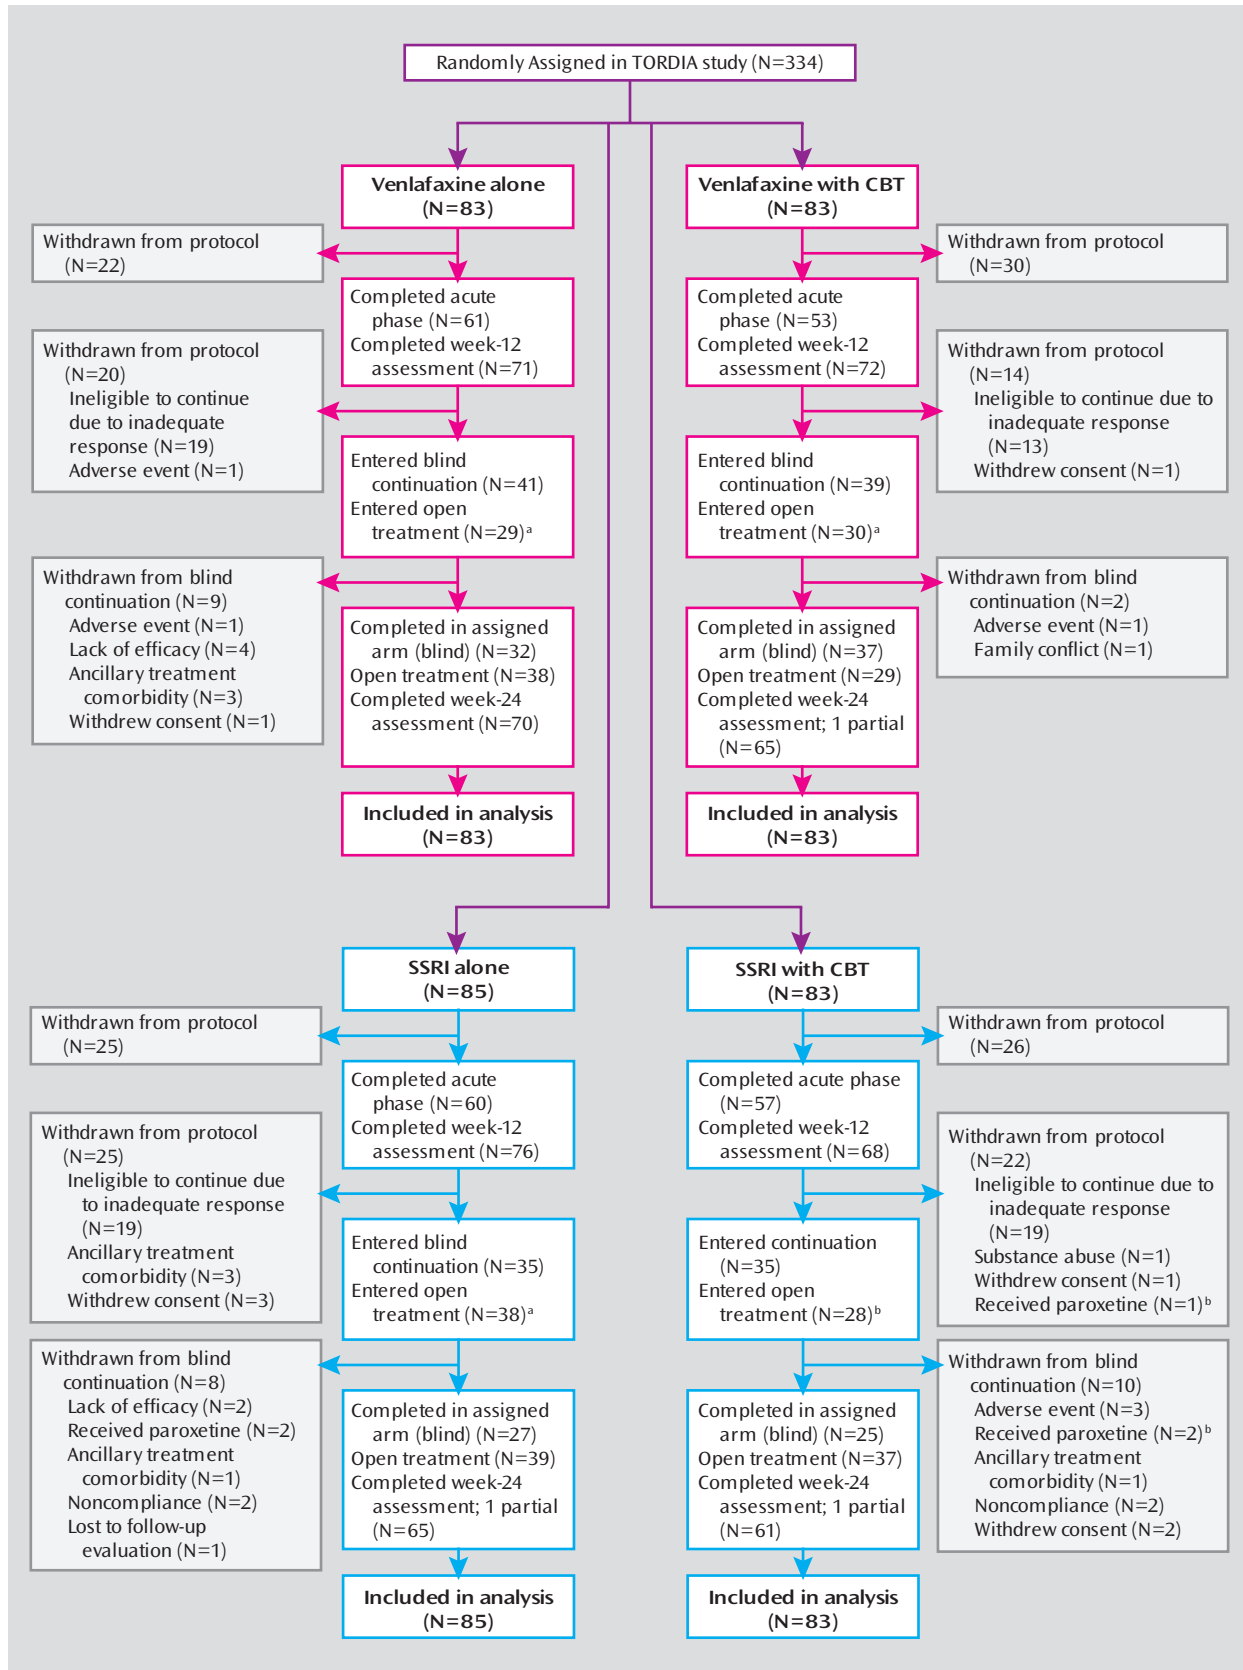 Randomly Assigned in TORDIA study (N=334)
Venlafaxine alone
(N=83)
Withdrawn from protocol
(N=22)
Completed acute
phase (N=61)
Completed week-12
assessment (N=71)
Withdrawn from protocol
(N=20)
Ineligible to continue
due to inadequate
response (N=19)
Adverse event (N=1)
Entered blind
continuation (N=41)
Entered open
treatment (N=29)ᵃ
Withdrawn from blind
continuation (N=9)
Adverse event (N=1)
Lack of efficacy (N=4)
Ancillary treatment
comorbidity (N=3)
Withdrew consent (N=1)
Completed in assigned
arm (blind) (N=32)
Open treatment (N=38)
Completed week-24
assessment (N=70)
Included in analysis
(N=83)
Venlafaxine with CBT
(N=83)
Withdrawn from protocol
(N=30)
Completed acute
phase (N=53)
Completed week-12
assessment (N=72)
Withdrawn from protocol
(N=14)
Ineligible to continue due to
inadequate response
(N=13)
Withdrew consent (N=1)
Entered blind
continuation (N=39)
Entered open
treatment (N=30)ᵃ
Withdrawn from blind
continuation (N=2)
Adverse event (N=1)
Family conflict (N=1)
Completed in assigned
arm (blind) (N=37)
Open treatment (N=29)
Completed week-24
assessment; 1 partial
(N=65)
Included in analysis
(N=83)
SSRI alone
(N=85)
Withdrawn from protocol
(N=25)
Completed acute
phase (N=60)
Completed week-12
assessment (N=76)
Withdrawn from protocol
(N=25)
Ineligible to continue due
to inadequate response
(N=19)
Ancillary treatment
comorbidity (N=3)
Withdrew consent (N=3)
Entered blind
continuation (N=35)
Entered open
treatment (N=38)ᵃ
Withdrawn from blind
continuation (N=8)
Lack of efficacy (N=2)
Received paroxetine (N=2)
Ancillary treatment
comorbidity (N=1)
Noncompliance (N=2)
Lost to follow-up
evaluation (N=1)
Completed in assigned
arm (blind) (N=27)
Open treatment (N=39)
Completed week-24
assessment; 1 partial
(N=65)
Included in analysis
(N=85)
SSRI with CBT
(N=83)
Withdrawn from protocol
(N=26)
Completed acute phase
(N=57)
Completed week-12
assessment (N=68)
Withdrawn from protocol
(N=22)
Ineligible to continue due to
inadequate response
(N=19)
Substance abuse (N=1)
Withdrew consent (N=1)
Received paroxetine (N=1)ᵇ
Entered continuation
(N=35)
Entered open
treatment (N=28)ᵇ
Withdrawn from blind
continuation (N=10)
Adverse event (N=3)
Received paroxetine (N=2)ᵇ
Ancillary treatment
comorbidity (N=1)
Noncompliance (N=2)
Withdrew consent (N=2)
Completed in assigned
arm (blind) (N=25)
Open treatment (N=37)
Completed week-24
assessment; 1 partial
(N=61)
Included in analysis
(N=83)